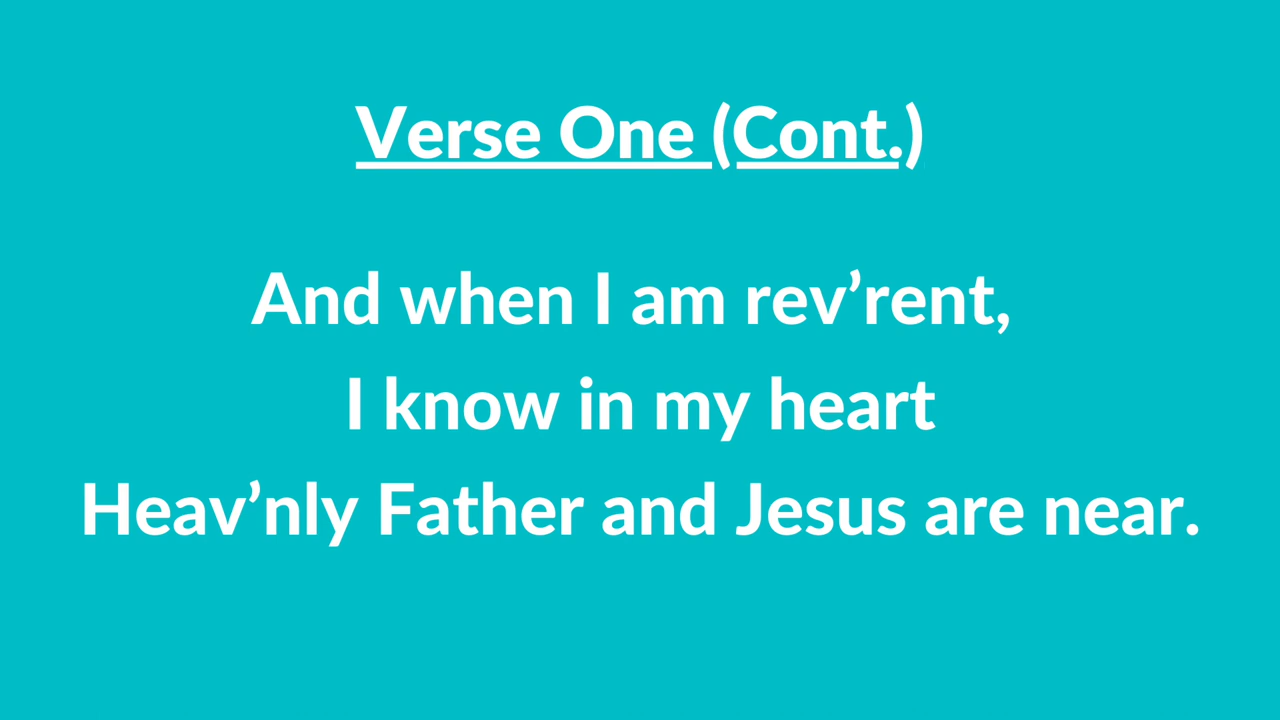 Verse One (Cont.)
And when I am rev’rent,
I know in my heart
Heav’nly Father and Jesus are near.